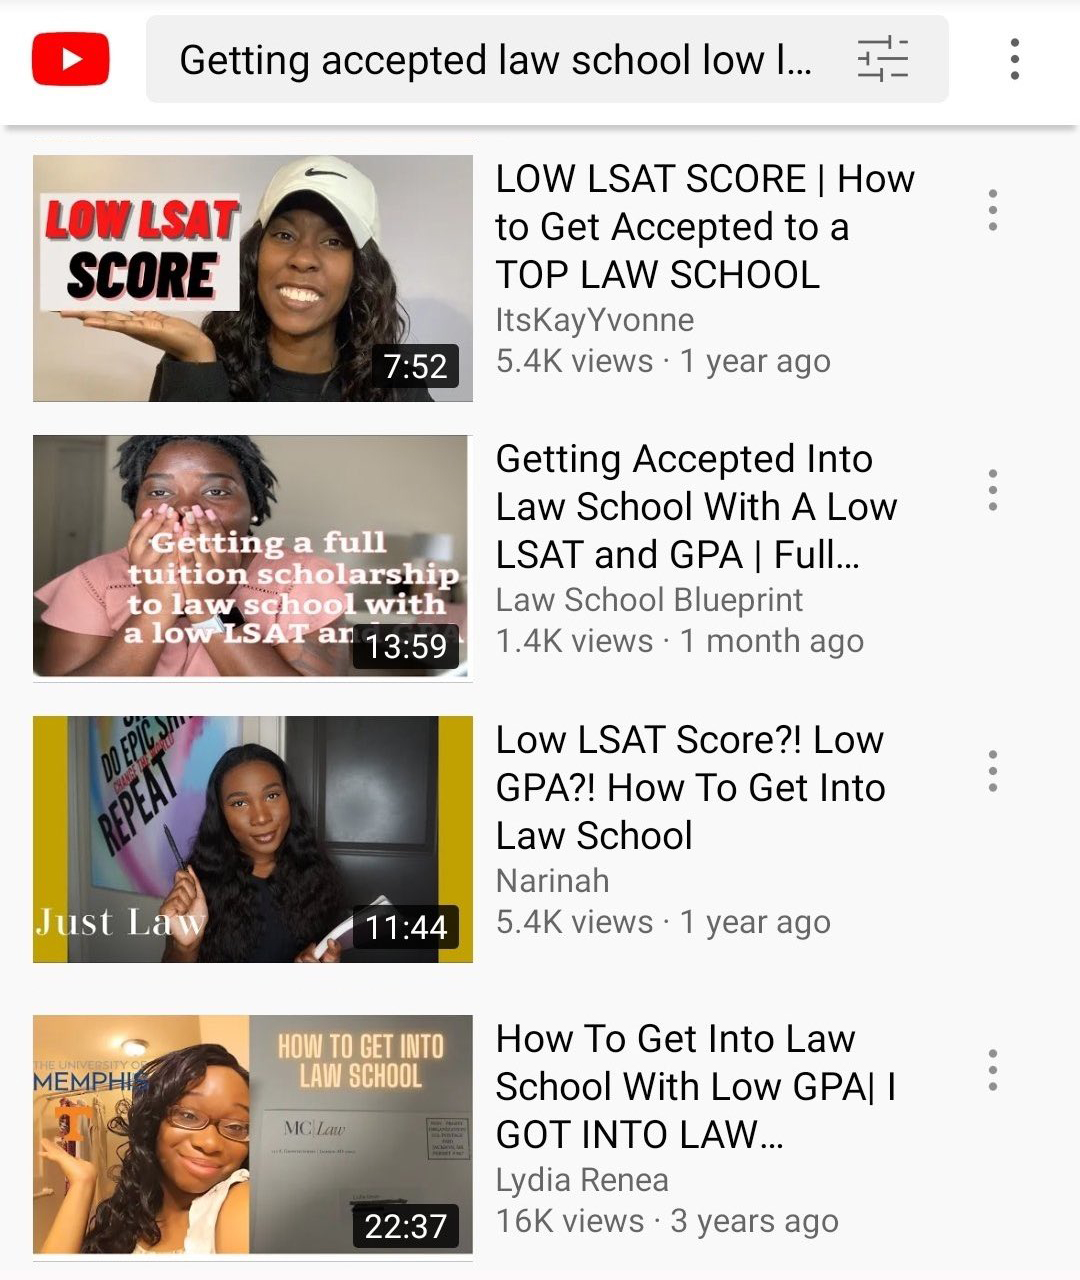 Getting accepted law school low l...
LOW LSAT
SCORE
7:52
LOW LSAT SCORE | How
to Get Accepted to a
TOP LAW SCHOOL
ItsKayYvonne
5.4K views · 1 year ago
Getting a full
tuition scholarship
to law school with
a low LSAT an
13:59
Getting Accepted Into
Law School With A Low
LSAT and GPA | Full...
Law School Blueprint
1.4K views · 1 month ago
DO EPIC SHIT
CHANGE THE WORLD
REPEAT
Just Law
11:44
Low LSAT Score?! Low
GPA?! How To Get Into
Law School
Narinah
5.4K views · 1 year ago
THE UNIVERSITY OF
MEMPHIS
T
HOW TO GET INTO
LAW SCHOOL
MC Law
22:37
How To Get Into Law
School With Low GPA| I
GOT INTO LAW...
Lydia Renea
16K views · 3 years ago